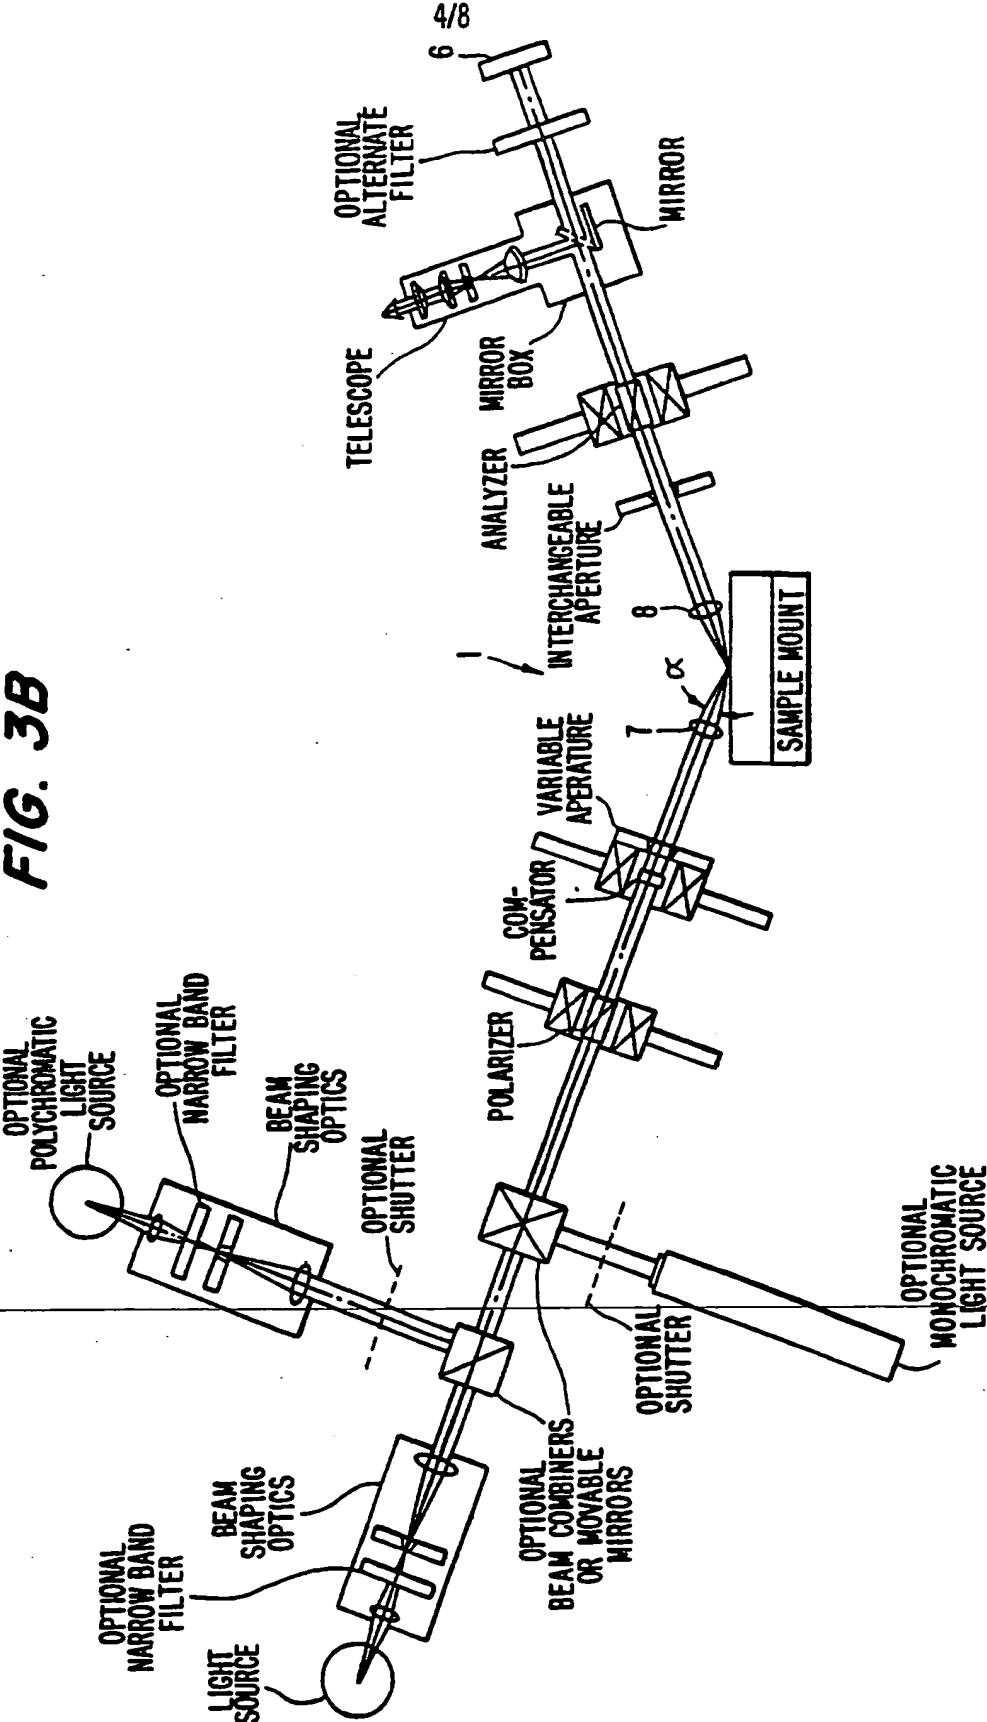 4/8
FIG. 3B
6
OPTIONAL
ALTERNATE
FILTER
MIRROR
TELESCOPE
MIRROR
BOX
ANALYZER
INTERCHANGEABLE
APERTURE
8
1
α
7
SAMPLE MOUNT
VARIABLE
APERATURE
COM-
PENSATOR
POLARIZER
OPTIONAL
POLYCHROMATIC
LIGHT
SOURCE
OPTIONAL
NARROW BAND
FILTER
BEAM
SHAPING
OPTICS
OPTIONAL
SHUTTER
OPTIONAL
MONOCHROMATIC
LIGHT SOURCE
OPTIONAL
SHUTTER
OPTIONAL
BEAM COMBINERS
OR MOVABLE
MIRRORS
BEAM
SHAPING
OPTICS
OPTIONAL
NARROW BAND
FILTER
LIGHT
SOURCE